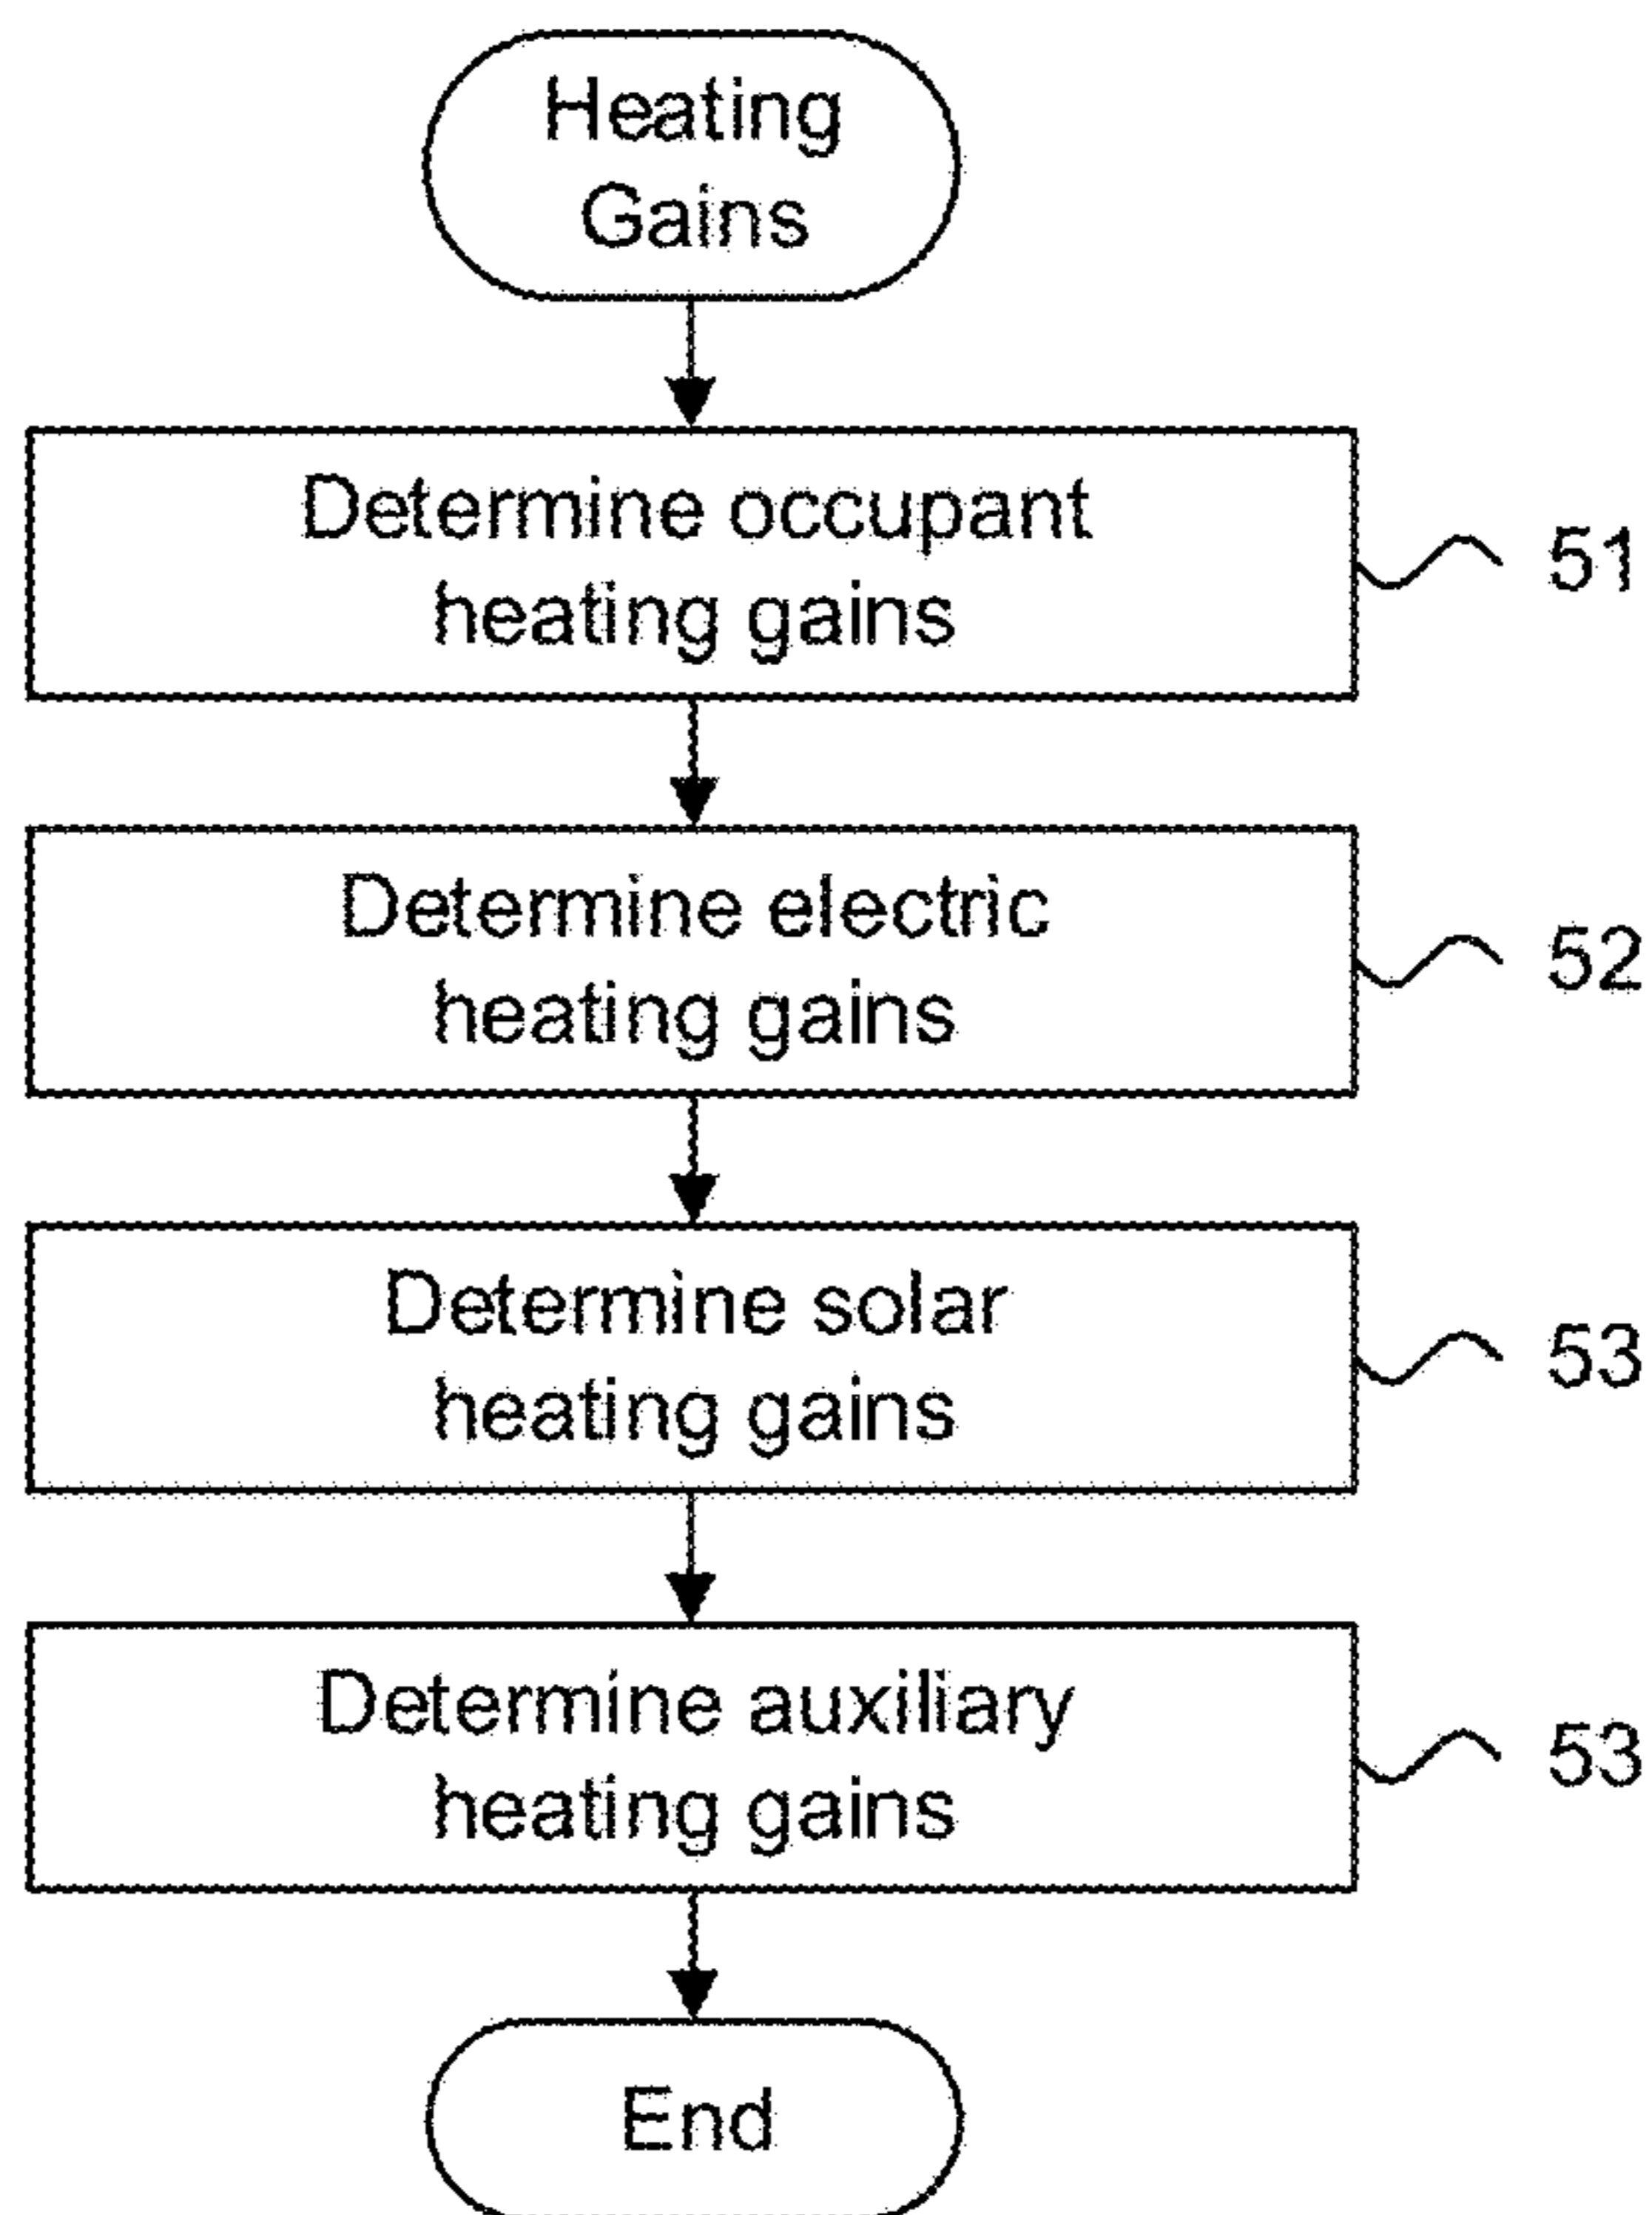 Heating
Gains
Determine occupant
heating gains
51
Determine electric
heating gains
52
Determine solar
heating gains
53
Determine auxiliary
heating gains
53
End